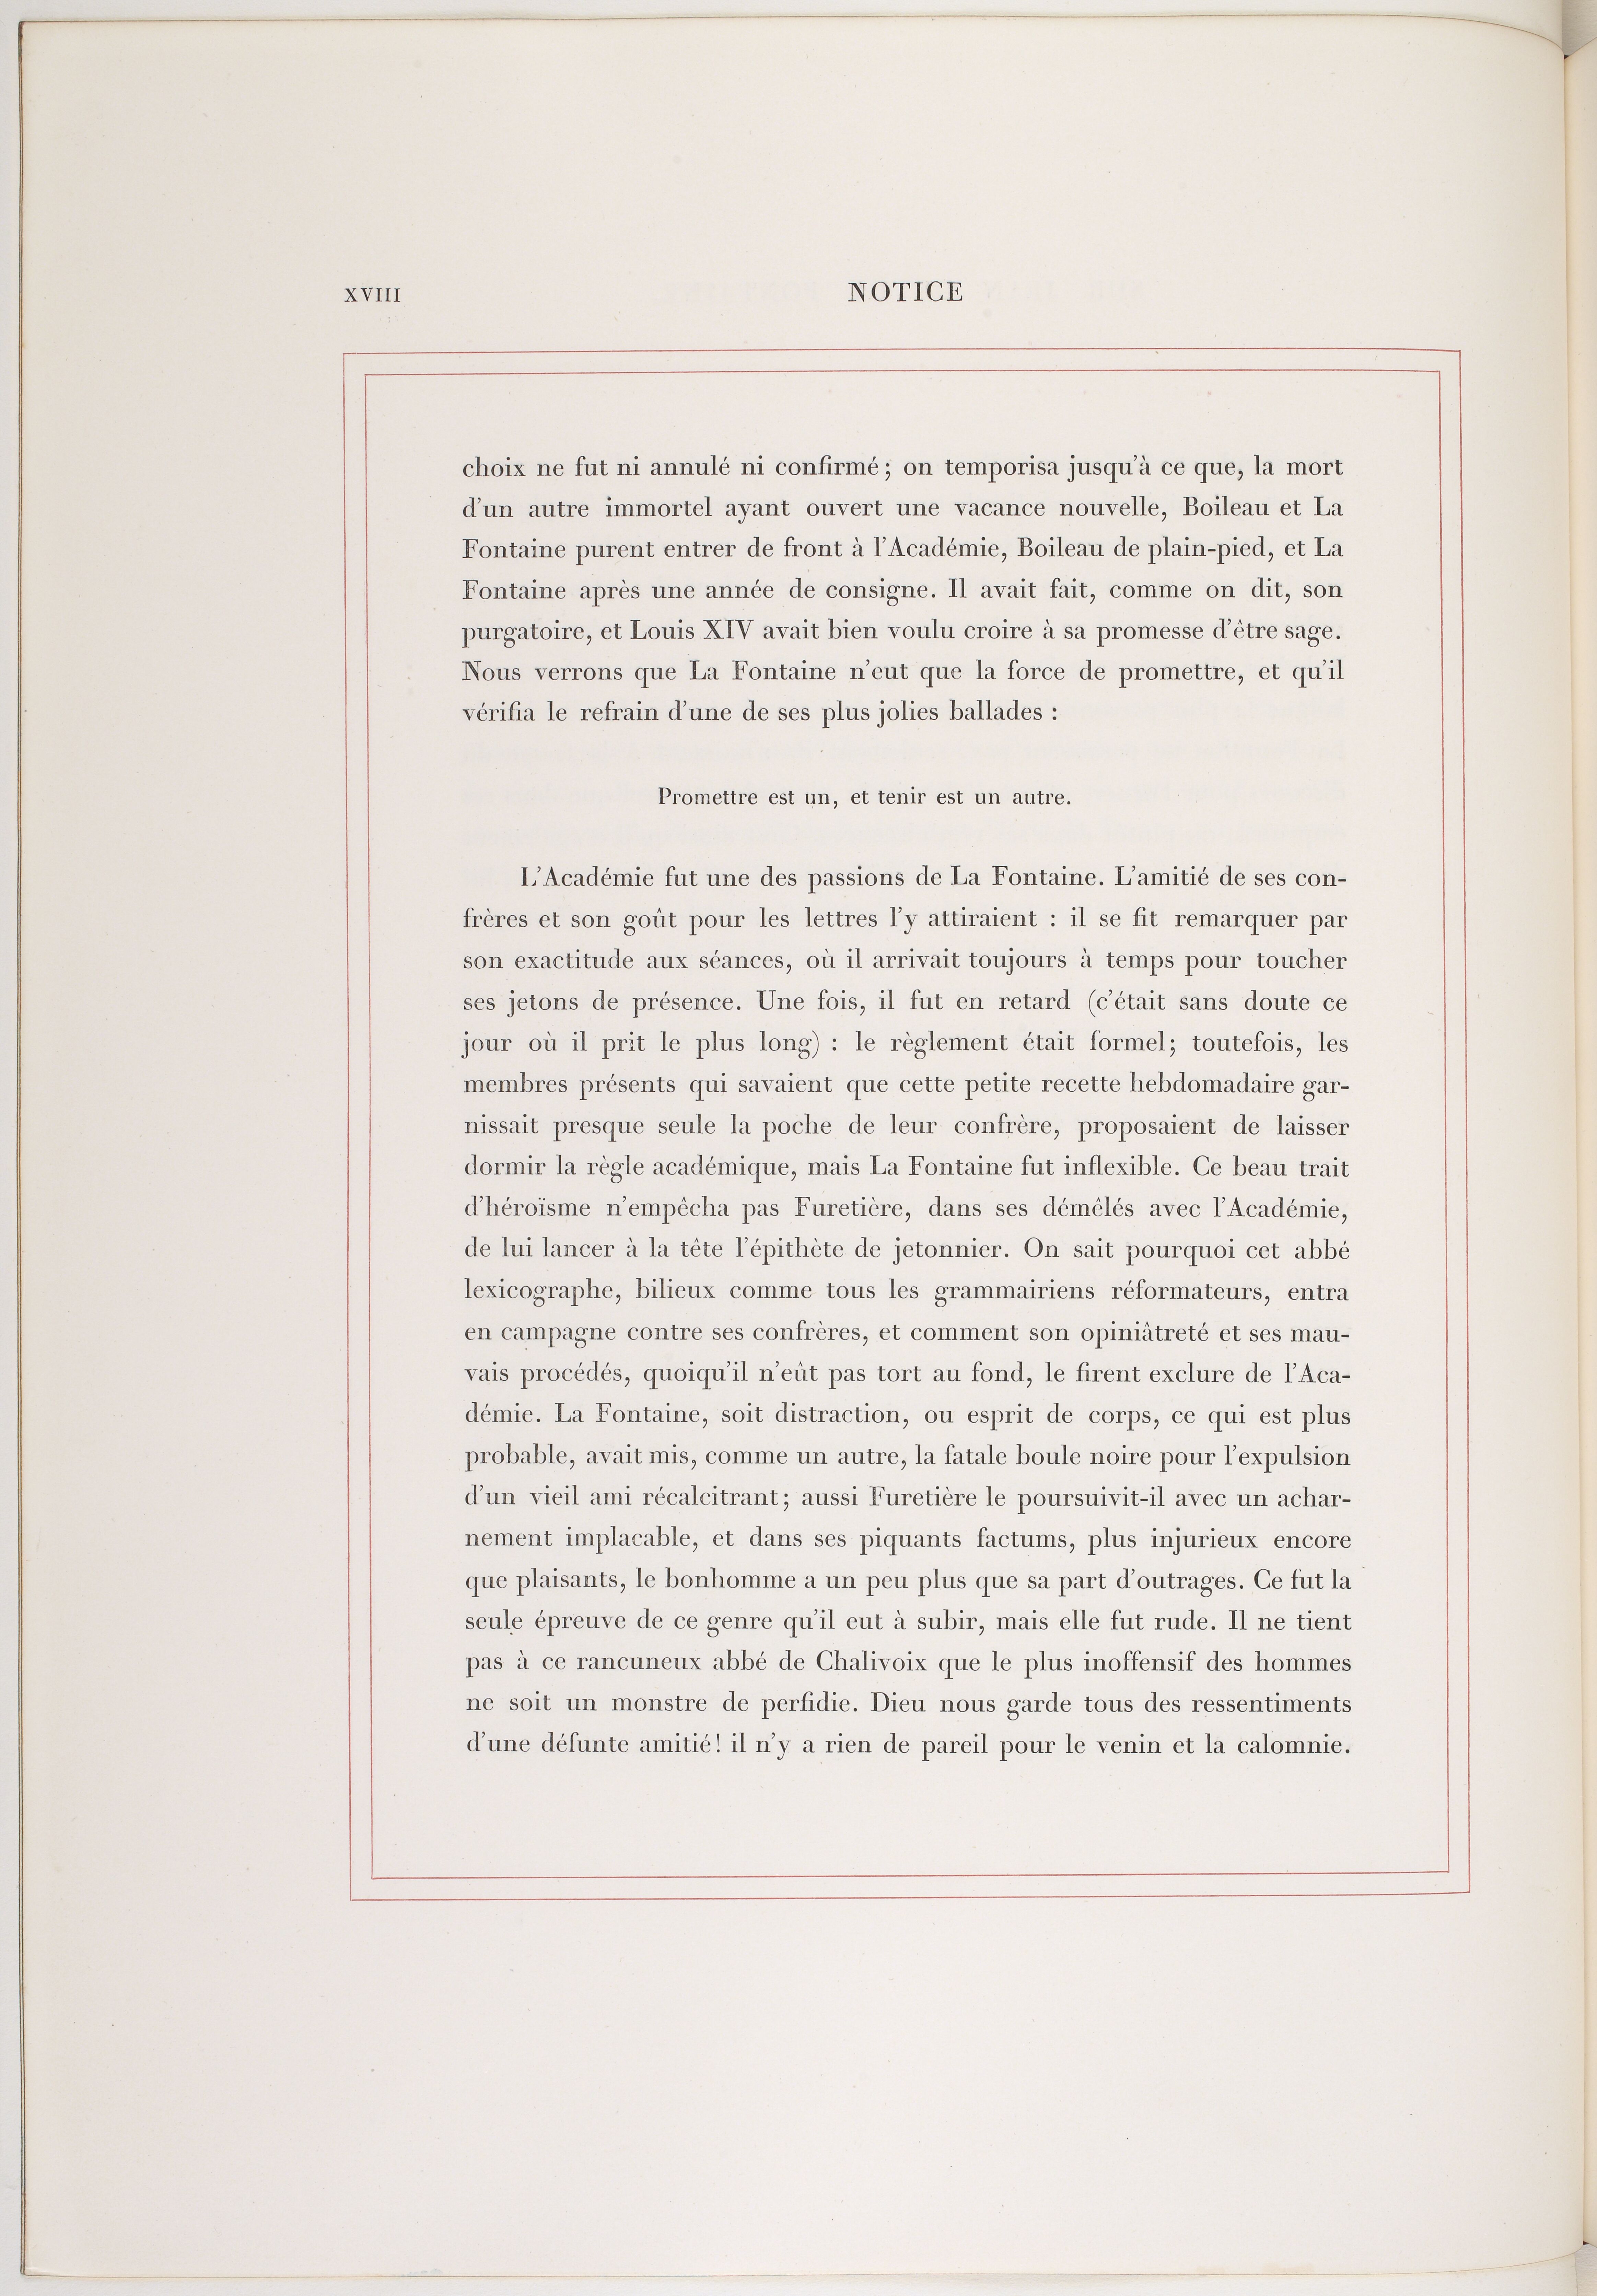 XVIII
NOTICE
choix ne fut ni annulé ni confirmé; on temporisa jusqu'à ce que, la mort
d'un autre immortel ayant ouvert une vacance nouvelle, Boileau et La
Fontaine purent entrer de front à l'Académie, Boileau de plain-pied, et La
Fontaine après une année de consigne. Il avait fait, comme on dit, son
purgatoire, et Louis XIV avait bien voulu croire à sa promesse d'être sage.
Nous verrons que La Fontaine n'eut que la force de promettre, et qu'il
vérifia le refrain d'une de ses plus jolies ballades :
Promettre est un, et tenir est un autre.
L'Académie fut une des passions de La Fontaine. L'amitié de ses con-
frères et son goût pour les lettres l'y attiraient : il se fit remarquer par
son exactitude aux séances, où il arrivait toujours à temps pour toucher
ses jetons de présence. Une fois, il fut en retard (c'était sans doute ce
jour où il prit le plus long) : le règlement était formel; toutefois, les
membres présents qui savaient que cette petite recette hebdomadaire gar-
nissait presque seule la poche de leur confrère, proposaient de laisser
dormir la règle académique, mais La Fontaine fut inflexible. Ce beau trait
d'héroïsme n'empêcha pas Furetière, dans ses démêlés avec l'Académie,
de lui lancer à la tête l'épithète de jetonnier. On sait pourquoi cet abbé
lexicographe, bilieux comme tous les grammairiens réformateurs, entra
en campagne contre ses confrères, et comment son opiniâtreté et ses mau-
vais procédés, quoiqu'il n'eût pas tort au fond, le firent exclure de l'Aca-
démie. La Fontaine, soit distraction, ou esprit de corps, ce qui est plus
probable, avait mis, comme un autre, la fatale boule noire pour l'expulsion
d'un vieil ami récalcitrant; aussi Furetière le poursuivit-il avec un achar-
nement implacable, et dans ses piquants factums, plus injurieux encore
que plaisants, le bonhomme a un peu plus que sa part d'outrages. Ce fut la
seule épreuve de ce genre qu'il eut à subir, mais elle fut rude. Il ne tient
pas à ce rancuneux abbé de Chalivoix que le plus inoffensif des hommes
ne soit un monstre de perfidie. Dieu nous garde tous des ressentiments
d'une défunte amitié! il n'y a rien de pareil pour le venin et la calomnie.